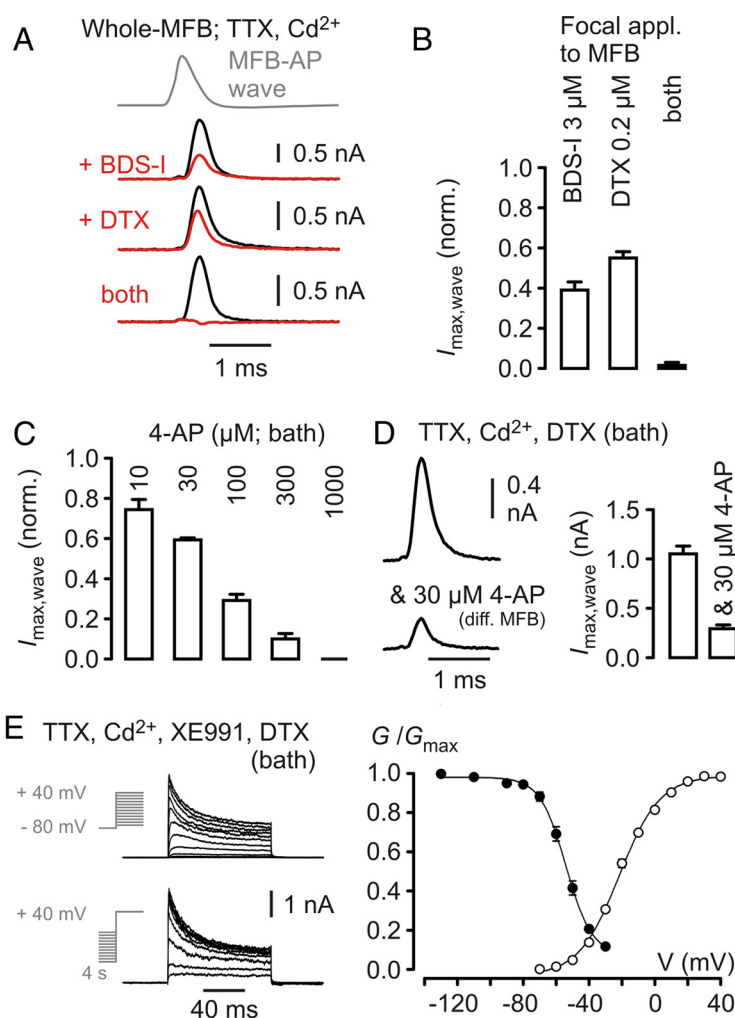 A
Whole-MFB; TTX, Cd²⁺
MFB-AP
wave
+ BDS-I
0.5 nA
+ DTX
0.5 nA
both
0.5 nA
1 ms
B
Focal appl.
to MFB
BDS-I 3 µM
DTX 0.2 µM
both
Imax,wave (norm.)
1.0
0.8
0.6
0.4
0.2
0.0
C
4-AP (µM; bath)
10
30
100
300
1000
Imax,wave (norm.)
1.0
0.8
0.6
0.4
0.2
0.0
D
TTX, Cd²⁺, DTX (bath)
0.4
nA
& 30 µM 4-AP
(diff. MFB)
1 ms
Imax,wave (nA)
1.5
1.0
0.5
0.0
& 30 µM 4-AP
E
TTX, Cd²⁺, XE991, DTX
(bath)
+ 40 mV
- 80 mV
+ 40 mV
4 s
1 nA
40 ms
G /Gmax
1.0
0.8
0.6
0.4
0.2
0.0
V (mV)
-120
-80
-40
0
40